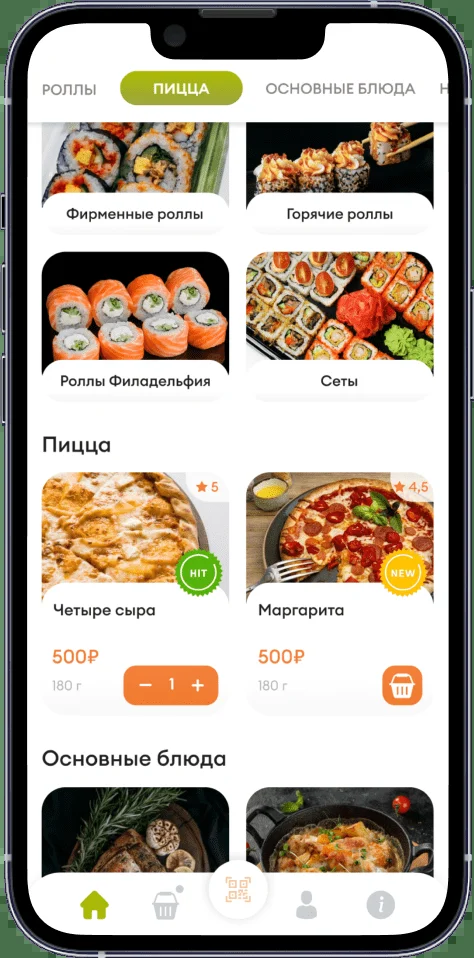 РОЛЛЫ ПИЦЦА ОСНОВНЫЕ БЛЮДА Н
Фирменные роллы Горячие роллы
Роллы Филадельфия Сеты
Пицца
5 4,5
HIT NEW
Четыре сыра Маргарита
500₽ 500₽
180 г − 1 + 180 г
Основные блюда